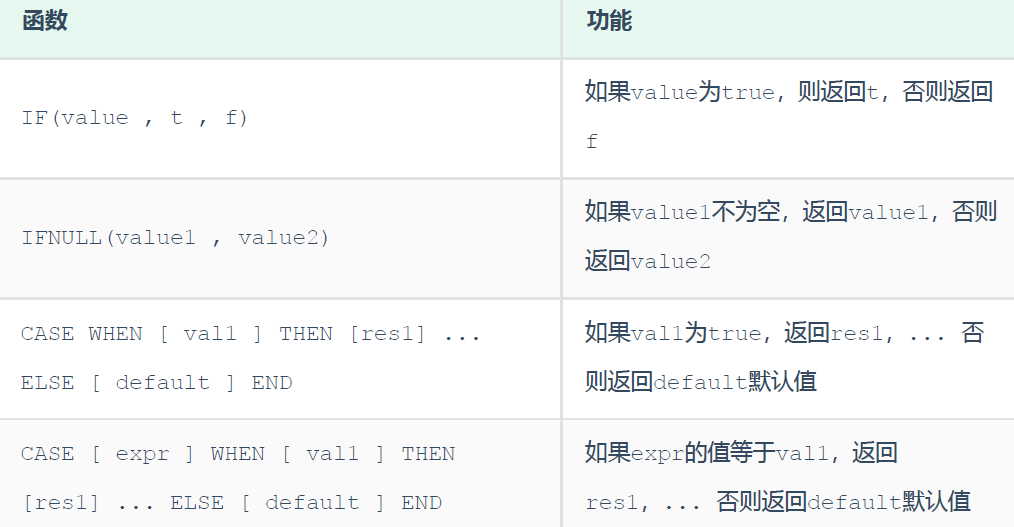 函数
功能
IF(value , t , f)
如果value为true，则返回t，否则返回
f
IFNULL(value1 , value2)
如果value1不为空，返回value1，否则
返回value2
CASE WHEN [ val1 ] THEN [res1] ...
ELSE [ default ] END
如果val1为true，返回res1，... 否
则返回default默认值
CASE [ expr ] WHEN [ val1 ] THEN
[res1] ... ELSE [ default ] END
如果expr的值等于val1，返回
res1，... 否则返回default默认值